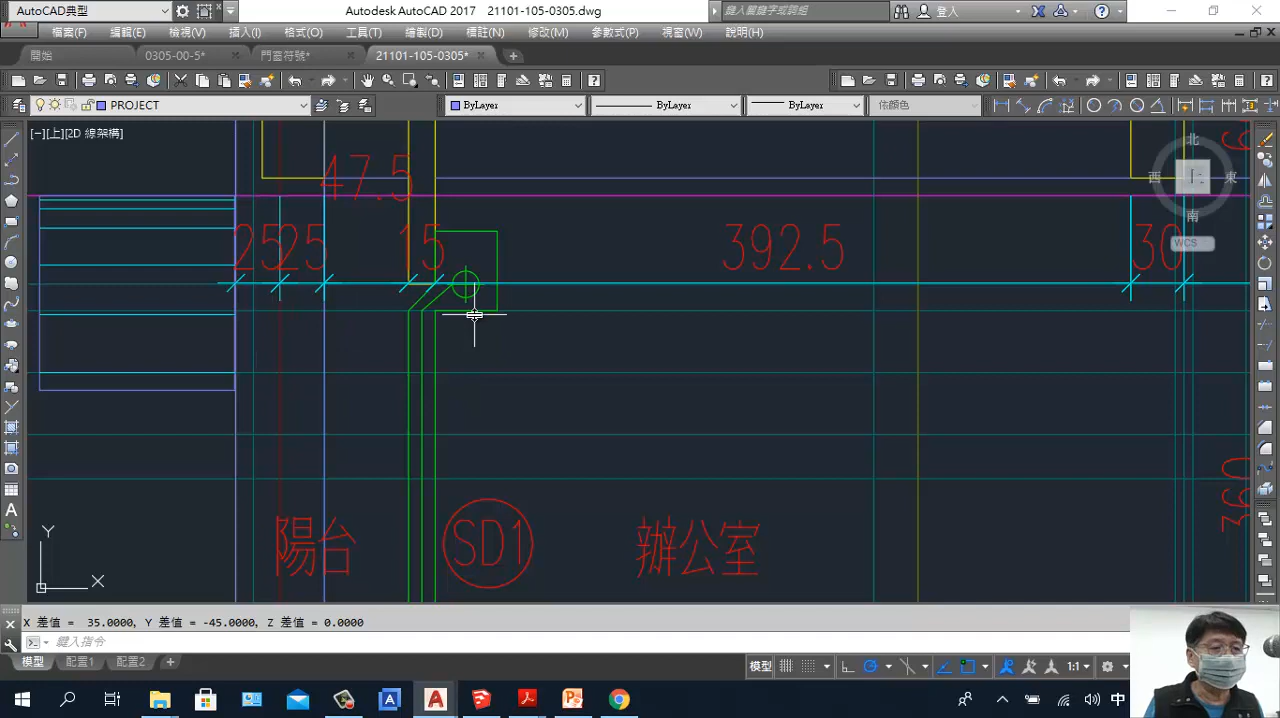 AutoCAD典型
Autodesk AutoCAD 2017 21101-105-0305.dwg
鍵入關鍵字或詞組
登入
檔案(F) 編輯(E) 檢視(V) 插入(I) 格式(O) 工具(T) 繪製(D) 標註(N) 修改(M) 參數式(P) 視窗(W) 說明(H)
開始 0305-00-5* 門窗符號* 21101-105-0305*
PROJECT ByLayer ByLayer ByLayer 依顏色
[−][上][2D 線架構]
北
西 上 東
南
WCS
47.5
25 25 15 392.5 30
360
陽台 SD1 辦公室
Y
X
X 差值 = 35.0000, Y 差值 = -45.0000, Z 差值 = 0.0000
鍵入指令
模型 配置1 配置2
模型 1:1
中